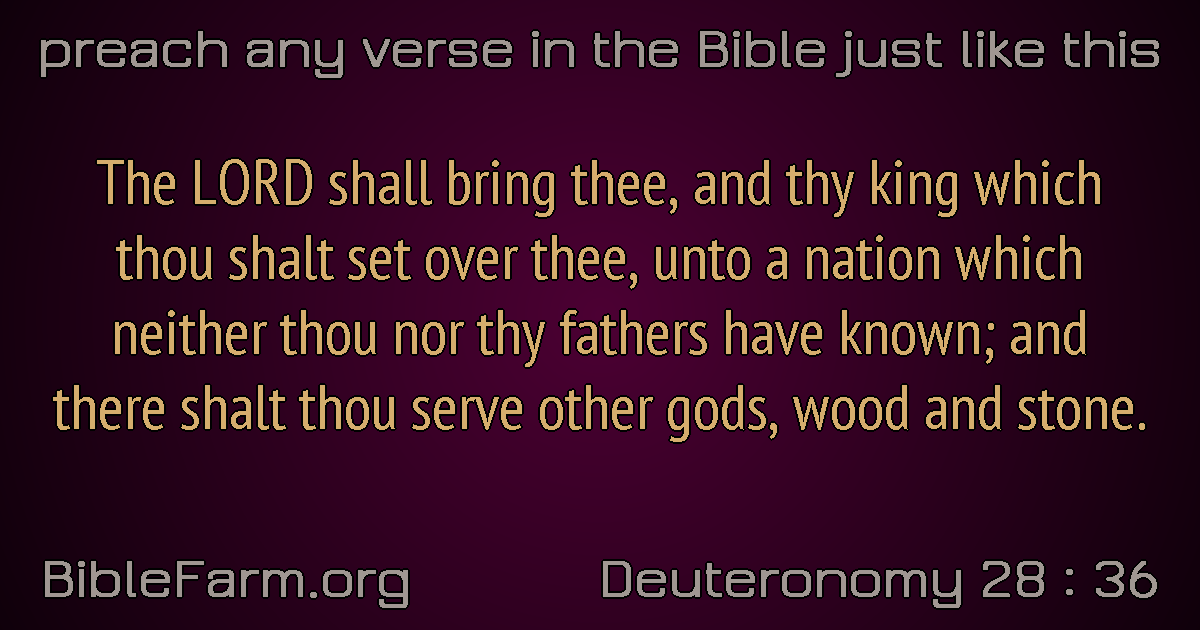 preach any verse in the Bible just like this
The LORD shall bring thee, and thy king which
thou shalt set over thee, unto a nation which
neither thou nor thy fathers have known; and
there shalt thou serve other gods, wood and stone.
BibleFarm.org
Deuteronomy 28 : 36